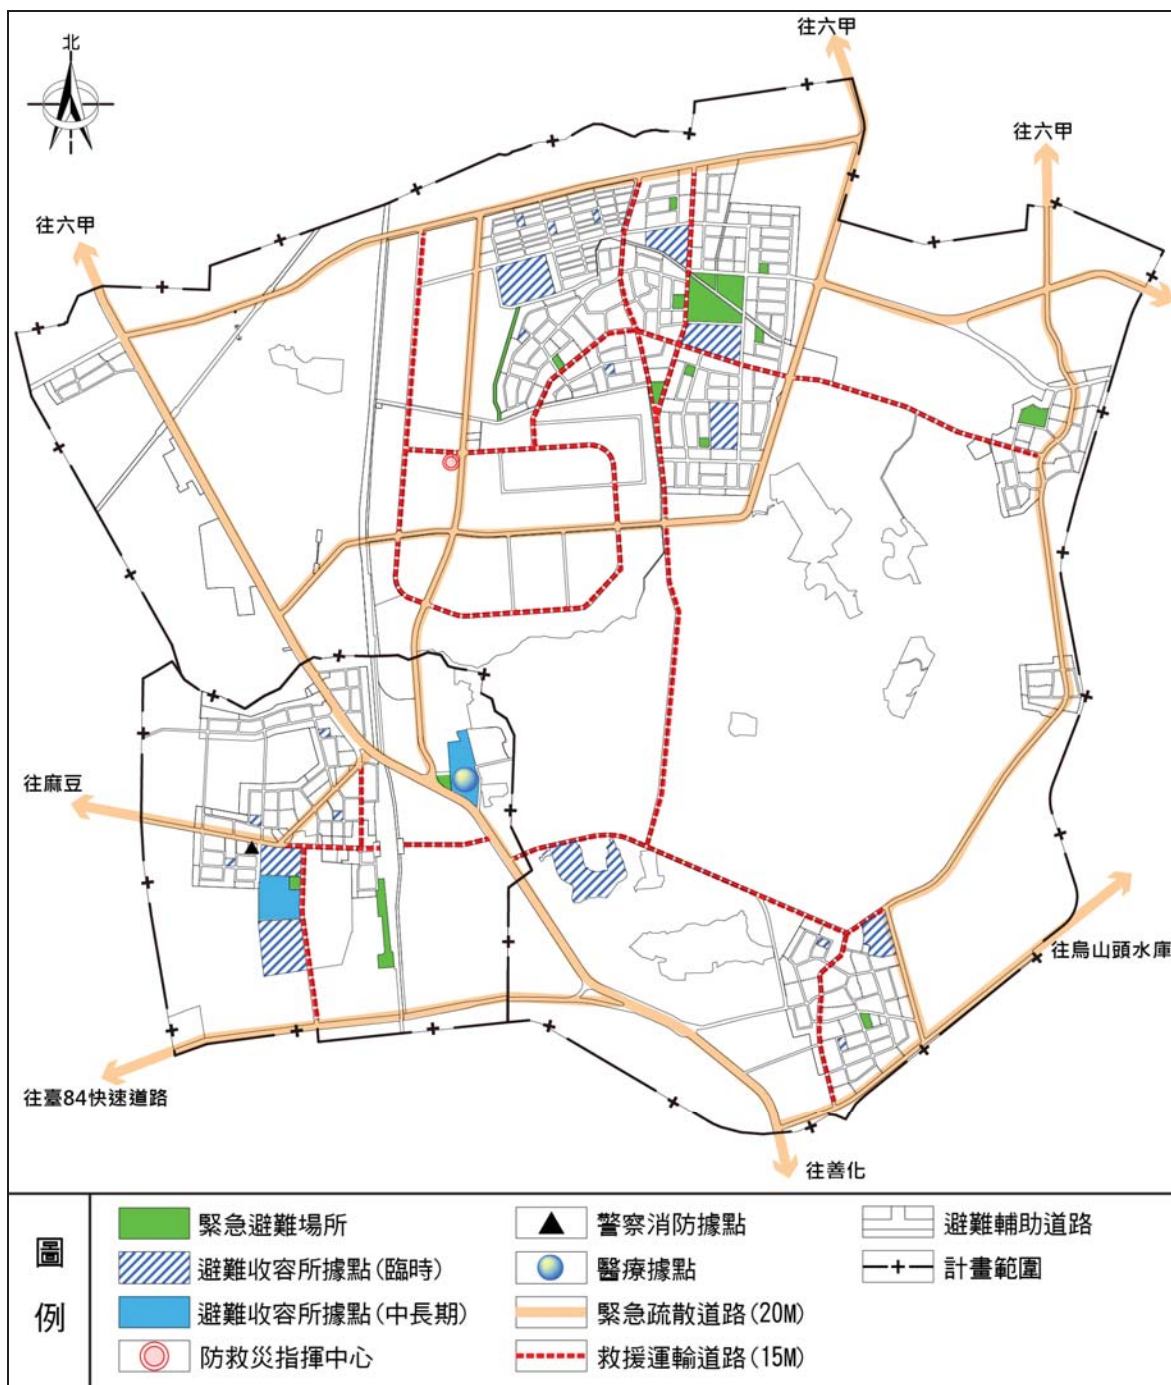 北
往六甲
往六甲
往六甲
往麻豆
往烏山頭水庫
往臺84快速道路
往善化
圖例
緊急避難場所
避難收容所據點(臨時)
避難收容所據點(中長期)
防救災指揮中心
警察消防據點
醫療據點
緊急疏散道路(20M)
救援運輸道路(15M)
避難輔助道路
計畫範圍